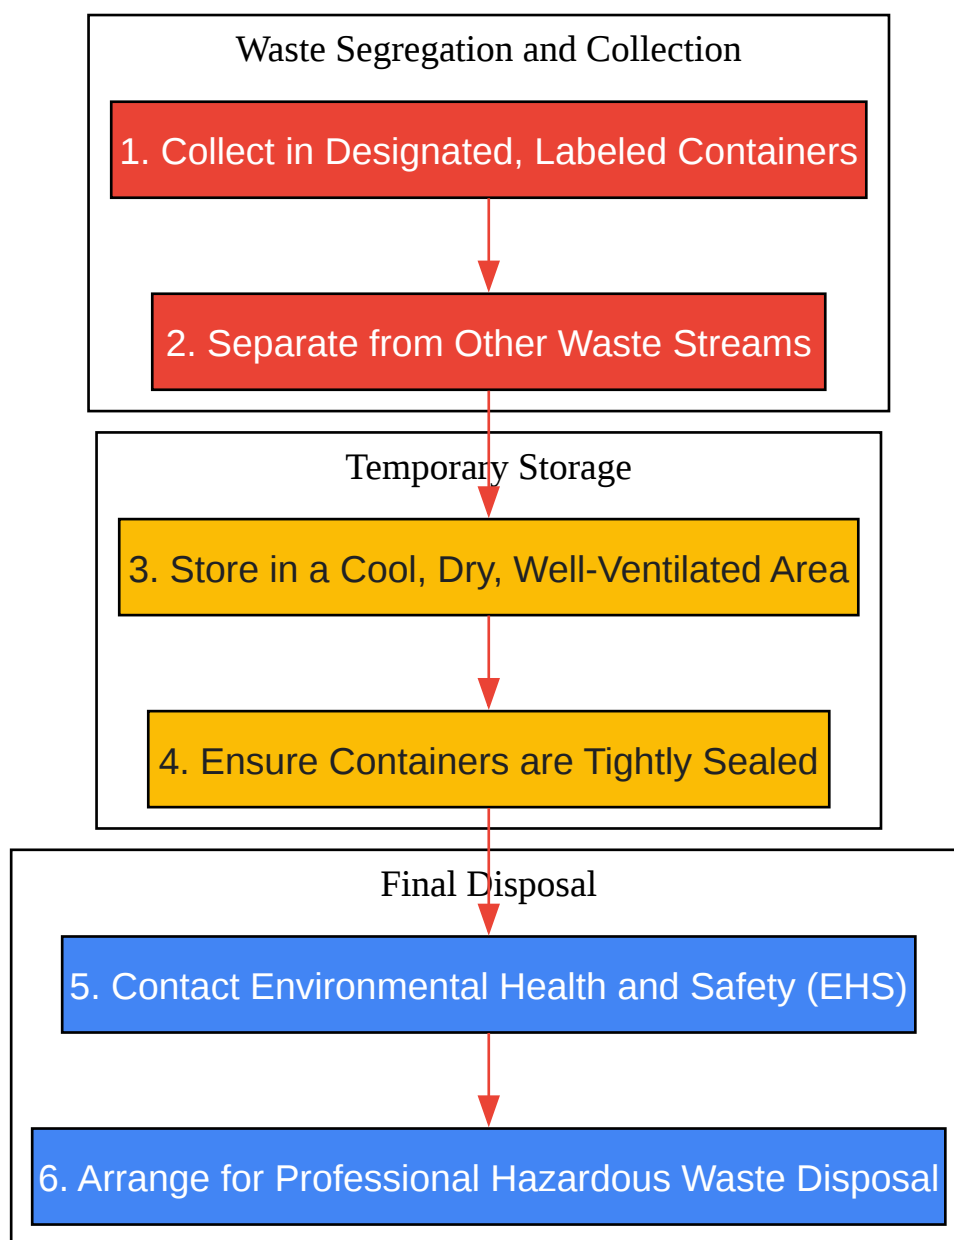 Waste Segregation and Collection
1. Collect in Designated, Labeled Containers
2. Separate from Other Waste Streams
Temporary Storage
3. Store in a Cool, Dry, Well-Ventilated Area
4. Ensure Containers are Tightly Sealed
Final Disposal
5. Contact Environmental Health and Safety (EHS)
6. Arrange for Professional Hazardous Waste Disposal